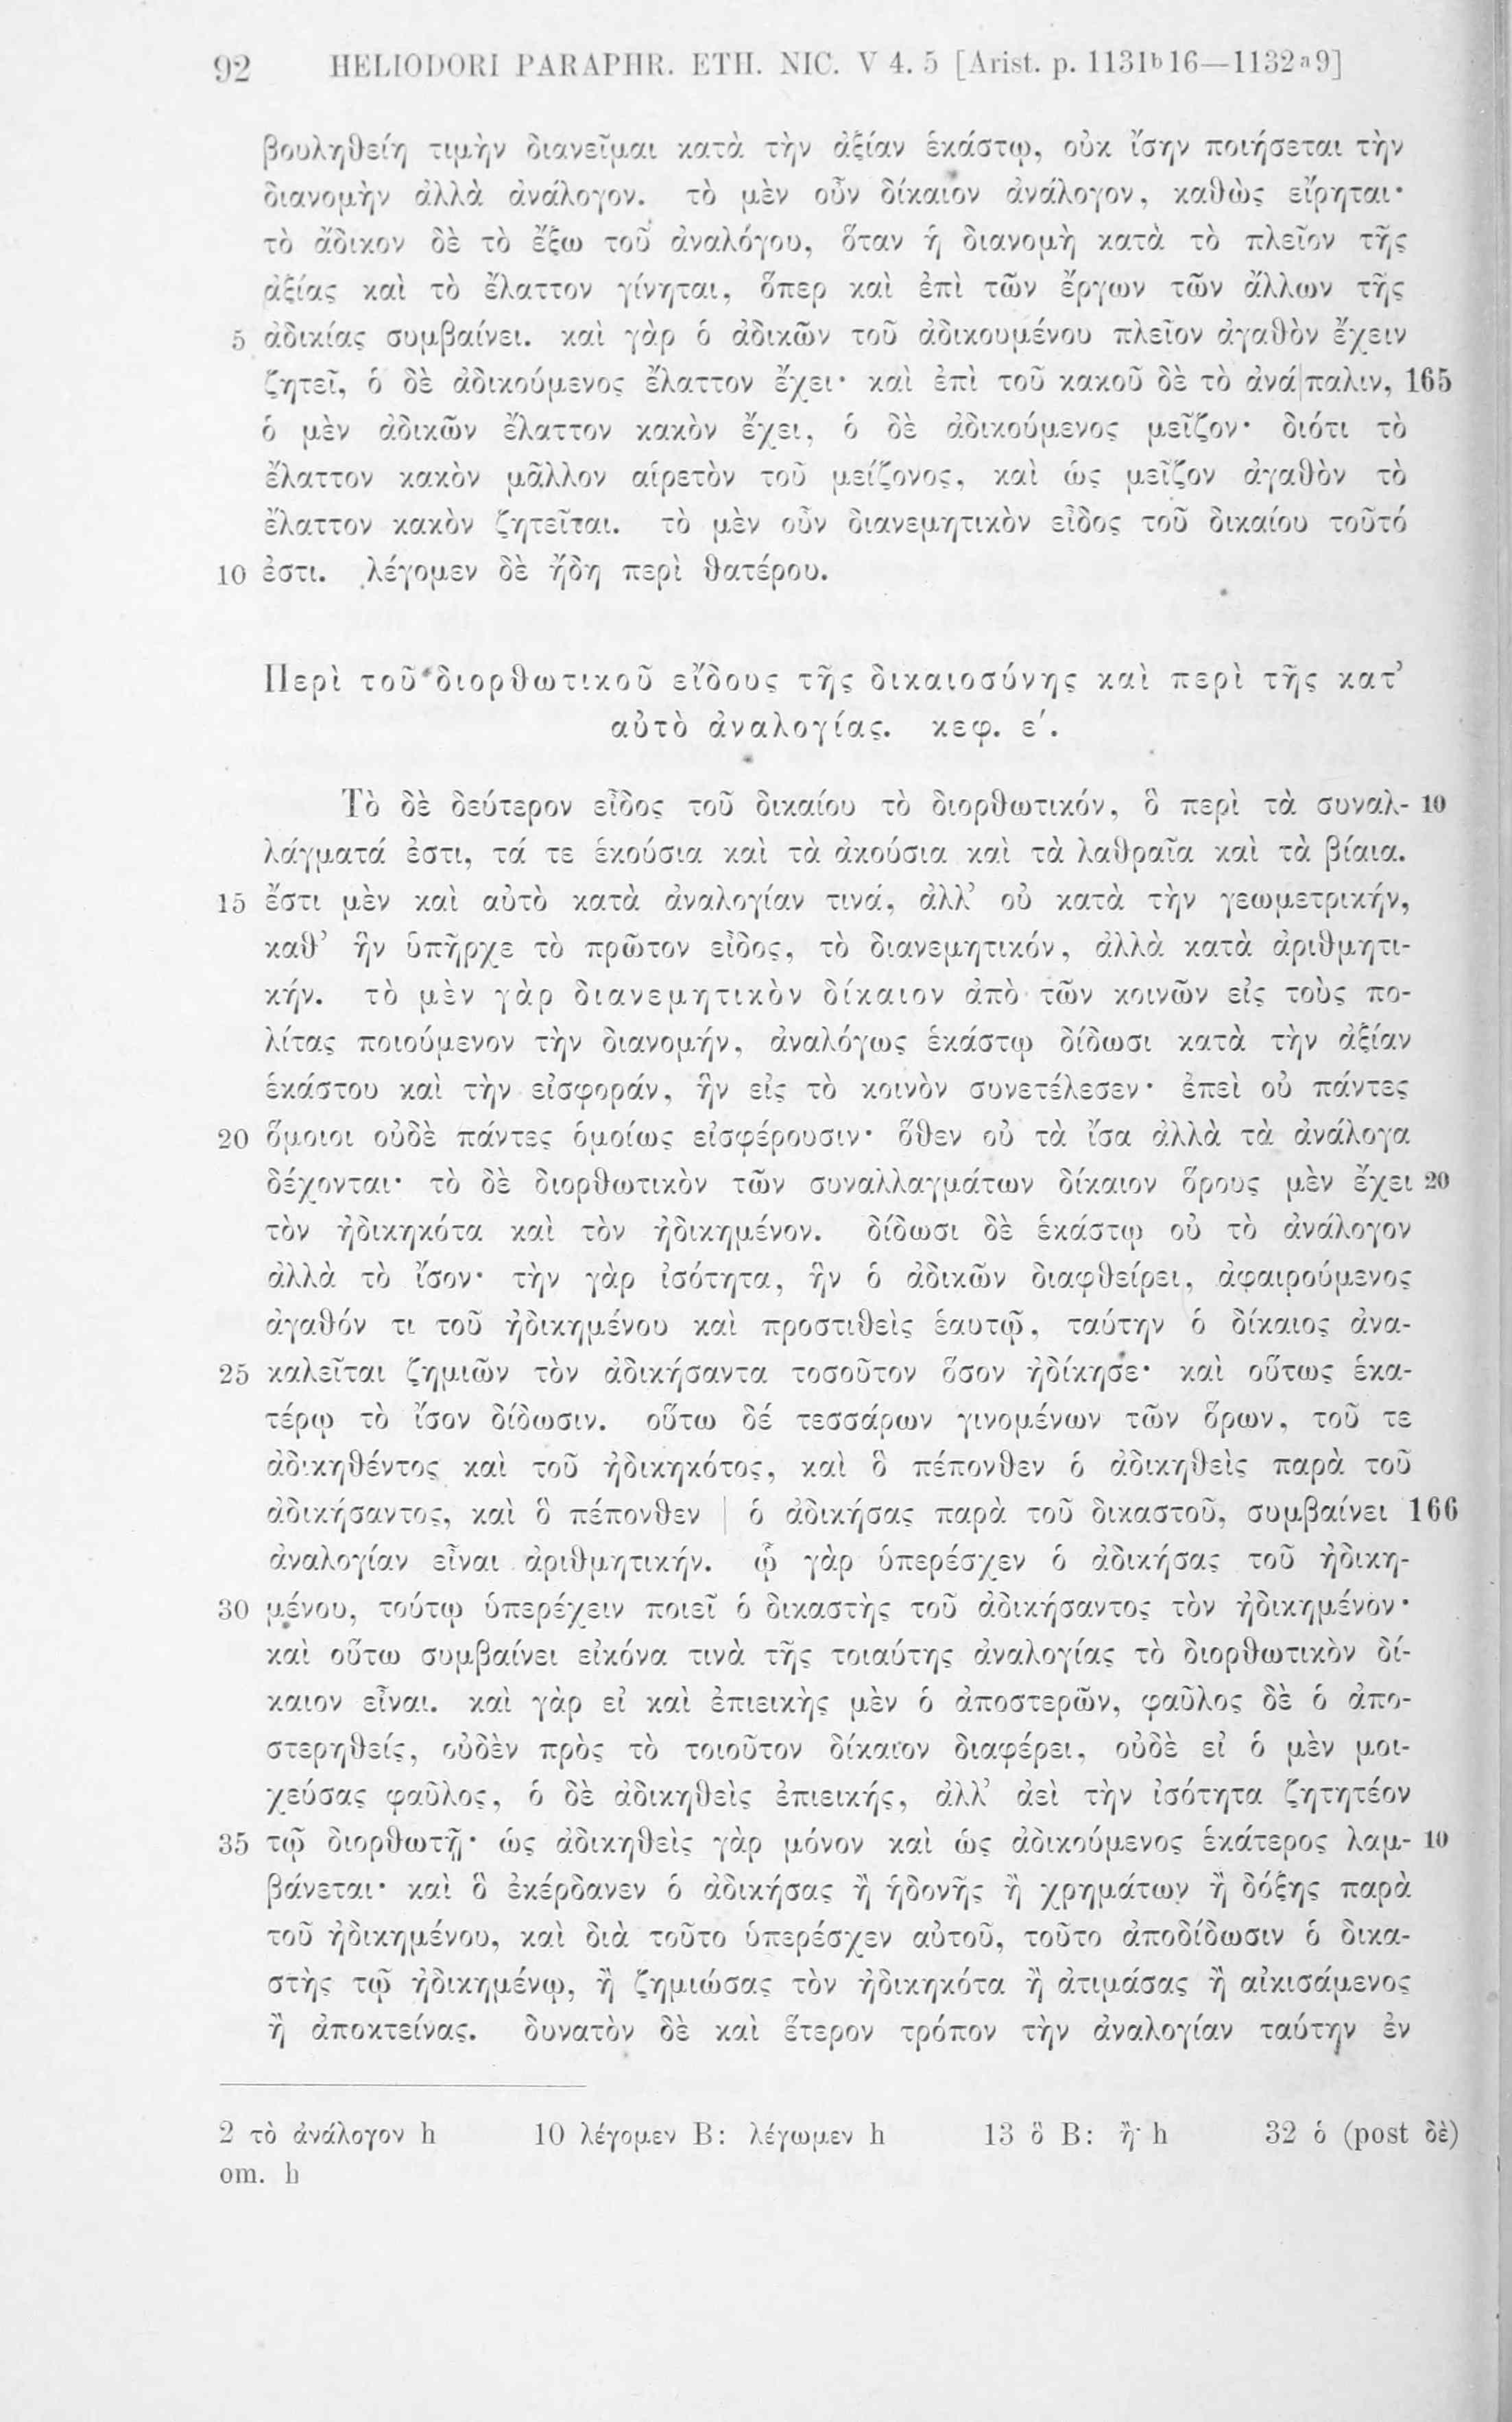 92 HELIODORI PARAPHR. ETH. NIC. V 4. 5 [Arist. p. 1131b16—1132a9]
βουληθείη τιμὴν διανεῖμαι κατὰ τὴν ἀξίαν ἑκάστῳ, οὐκ ἴσην ποιήσεται τὴν
διανομὴν ἀλλὰ ἀνάλογον. τὸ μὲν οὖν δίκαιον ἀνάλογον, καθὼς εἴρηται·
τὸ ἄδικον δὲ τὸ ἔξω τοῦ ἀναλόγου, ὅταν ἡ διανομὴ κατὰ τὸ πλεῖον τῆς
ἀξίας καὶ τὸ ἔλαττον γίνηται, ὅπερ καὶ ἐπὶ τῶν ἔργων τῶν ἄλλων τῆς
5 ἀδικίας συμβαίνει. καὶ γὰρ ὁ ἀδικῶν τοῦ ἀδικουμένου πλεῖον ἀγαθὸν ἔχειν
ζητεῖ, ὁ δὲ ἀδικούμενος ἔλαττον ἔχει· καὶ ἐπὶ τοῦ κακοῦ δὲ τὸ ἀνά|παλιν, 165
ὁ μὲν ἀδικῶν ἔλαττον κακὸν ἔχει, ὁ δὲ ἀδικούμενος μεῖζον· διότι τὸ
ἔλαττον κακὸν μᾶλλον αἱρετὸν τοῦ μείζονος, καὶ ὡς μεῖζον ἀγαθὸν τὸ
ἔλαττον κακὸν ζητεῖται. τὸ μὲν οὖν διανεμητικὸν εἶδος τοῦ δικαίου τοῦτό
10 ἐστι. λέγομεν δὲ ἤδη περὶ θατέρου.
Περὶ τοῦ διορθωτικοῦ εἴδους τῆς δικαιοσύνης καὶ περὶ τῆς κατ’
αὐτὸ ἀναλογίας. κεφ. ε΄.
Τὸ δὲ δεύτερον εἶδος τοῦ δικαίου τὸ διορθωτικόν, ὃ περὶ τὰ συναλ- 10
λάγματά ἐστι, τά τε ἑκούσια καὶ τὰ ἀκούσια καὶ τὰ λαθραῖα καὶ τὰ βίαια.
15 ἔστι μὲν καὶ αὐτὸ κατὰ ἀναλογίαν τινά, ἀλλ’ οὐ κατὰ τὴν γεωμετρικήν,
καθ’ ἣν ὑπῆρχε τὸ πρῶτον εἶδος, τὸ διανεμητικόν, ἀλλὰ κατὰ ἀριθμητι-
κήν. τὸ μὲν γὰρ διανεμητικὸν δίκαιον ἀπὸ τῶν κοινῶν εἰς τοὺς πο-
λίτας ποιούμενον τὴν διανομήν, ἀναλόγως ἑκάστῳ δίδωσι κατὰ τὴν ἀξίαν
ἑκάστου καὶ τὴν εἰσφοράν, ἣν εἰς τὸ κοινὸν συνετέλεσεν· ἐπεὶ οὐ πάντες
20 ὅμοιοι οὐδὲ πάντες ὁμοίως εἰσφέρουσιν· ὅθεν οὐ τὰ ἴσα ἀλλὰ τὰ ἀνάλογα
δέχονται· τὸ δὲ διορθωτικὸν τῶν συναλλαγμάτων δίκαιον ὅρους μὲν ἔχει 20
τὸν ἠδικηκότα καὶ τὸν ἠδικημένον. δίδωσι δὲ ἑκάστῳ οὐ τὸ ἀνάλογον
ἀλλὰ τὸ ἴσον· τὴν γὰρ ἰσότητα, ἣν ὁ ἀδικῶν διαφθείρει, ἀφαιρούμενος
ἀγαθόν τι τοῦ ἠδικημένου καὶ προστιθεὶς ἑαυτῷ, ταύτην ὁ δίκαιος ἀνα-
25 καλεῖται ζημιῶν τὸν ἀδικήσαντα τοσοῦτον ὅσον ἠδίκησε· καὶ οὕτως ἑκα-
τέρῳ τὸ ἴσον δίδωσιν. οὕτω δέ τεσσάρων γινομένων τῶν ὅρων, τοῦ τε
ἀδικηθέντος καὶ τοῦ ἠδικηκότος, καὶ ὃ πέπονθεν ὁ ἀδικηθεὶς παρὰ τοῦ
ἀδικήσαντος, καὶ ὃ πέπονθεν | ὁ ἀδικήσας παρὰ τοῦ δικαστοῦ, συμβαίνει 166
ἀναλογίαν εἶναι ἀριθμητικήν. ᾧ γὰρ ὑπερέσχεν ὁ ἀδικήσας τοῦ ἠδικη-
30 μένου, τούτῳ ὑπερέχειν ποιεῖ ὁ δικαστὴς τοῦ ἀδικήσαντος τὸν ἠδικημένον·
καὶ οὕτω συμβαίνει εἰκόνα τινὰ τῆς τοιαύτης ἀναλογίας τὸ διορθωτικὸν δί-
καιον εἶναι. καὶ γὰρ εἰ καὶ ἐπιεικὴς μὲν ὁ ἀποστερῶν, φαῦλος δὲ ὁ ἀπο-
στερηθείς, οὐδὲν πρὸς τὸ τοιοῦτον δίκαιον διαφέρει, οὐδὲ εἰ ὁ μὲν μοι-
χεύσας φαῦλος, ὁ δὲ ἀδικηθεὶς ἐπιεικής, ἀλλ’ ἀεὶ τὴν ἰσότητα ζητητέον
35 τῷ διορθωτῇ· ὡς ἀδικηθεὶς γὰρ μόνον καὶ ὡς ἀδικούμενος ἑκάτερος λαμ- 10
βάνεται· καὶ ὃ ἐκέρδανεν ὁ ἀδικήσας ἢ ἡδονῆς ἢ χρημάτων ἢ δόξης παρὰ
τοῦ ἠδικημένου, καὶ διὰ τοῦτο ὑπερέσχεν αὐτοῦ, τοῦτο ἀποδίδωσιν ὁ δικα-
στὴς τῷ ἠδικημένῳ, ἢ ζημιώσας τὸν ἠδικηκότα ἢ ἀτιμάσας ἢ αἰκισάμενος
ἢ ἀποκτείνας. δυνατὸν δὲ καὶ ἕτερον τρόπον τὴν ἀναλογίαν ταύτην ἐν
2 τὸ ἀνάλογον h 10 λέγομεν B: λέγωμεν h 13 ὃ B: ἢ h 32 ὁ (post δὲ)
om. h